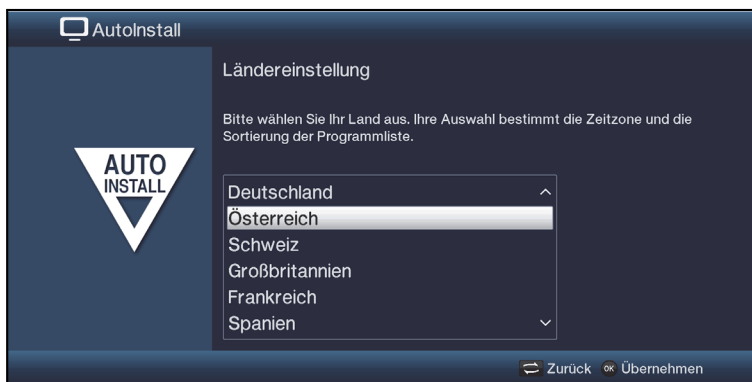 AutoInstall
Ländereinstellung
Bitte wählen Sie Ihr Land aus. Ihre Auswahl bestimmt die Zeitzone und die
Sortierung der Programmliste.
AUTO
INSTALL
Deutschland
Österreich
Schweiz
Großbritannien
Frankreich
Spanien
Zurück OK Übernehmen